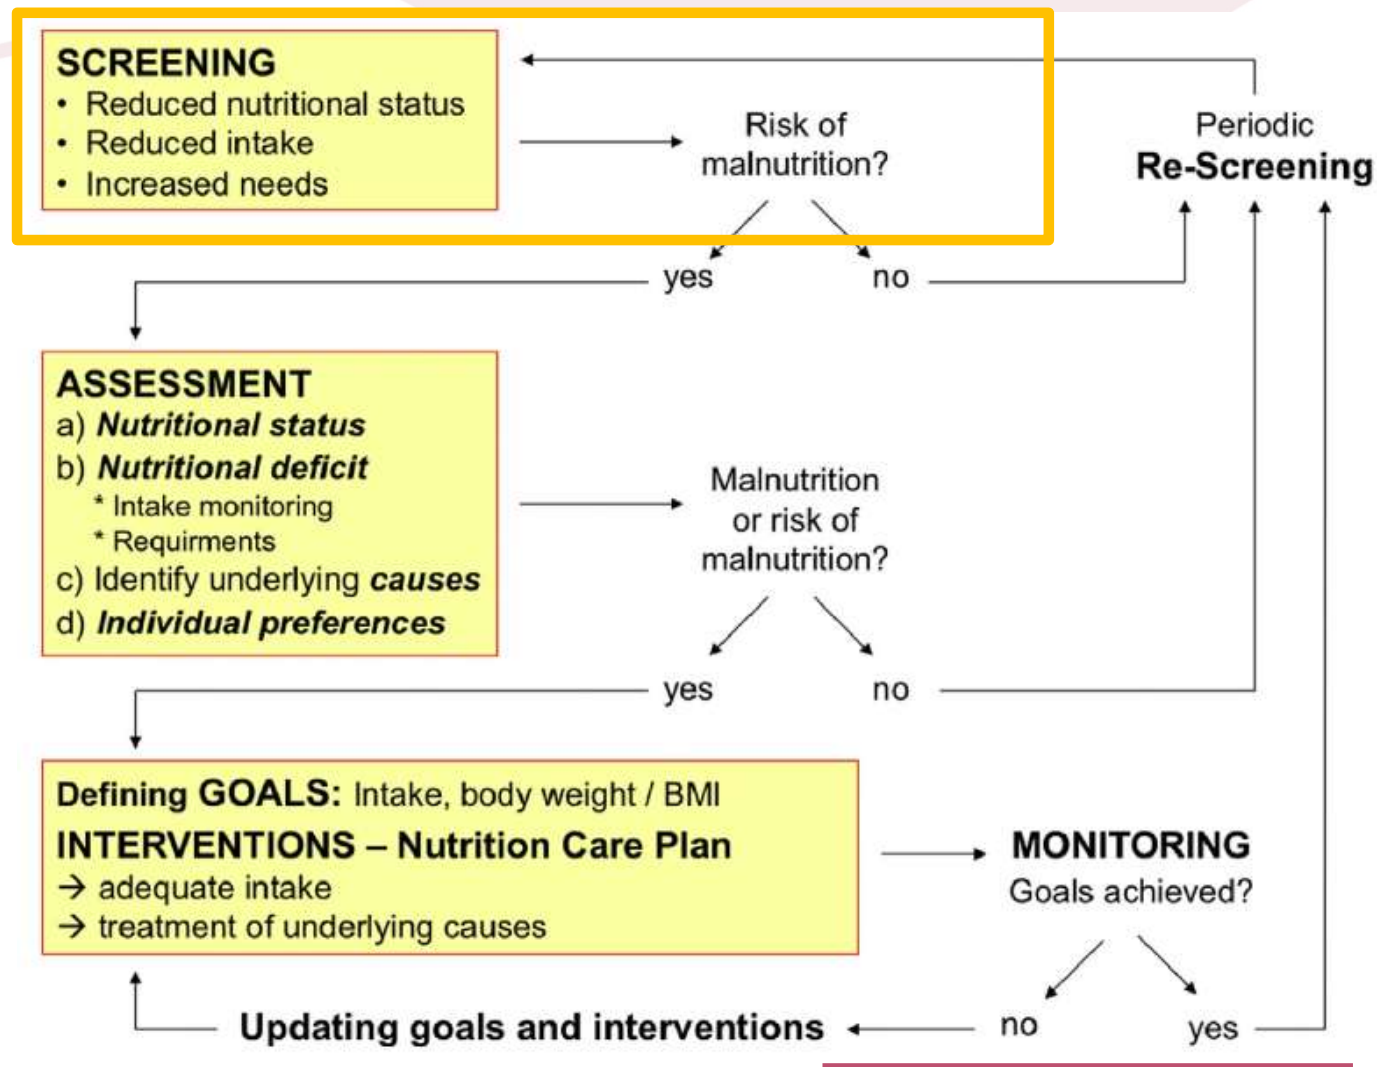 SCREENING
• Reduced nutritional status
• Reduced intake
• Increased needs
Risk of
malnutrition?
Periodic
Re-Screening
yes
no
ASSESSMENT
a) Nutritional status
b) Nutritional deficit
* Intake monitoring
* Requirments
c) Identify underlying causes
d) Individual preferences
Malnutrition
or risk of
malnutrition?
yes
no
Defining GOALS: Intake, body weight / BMI
INTERVENTIONS – Nutrition Care Plan
→ adequate intake
→ treatment of underlying causes
MONITORING
Goals achieved?
no
yes
Updating goals and interventions